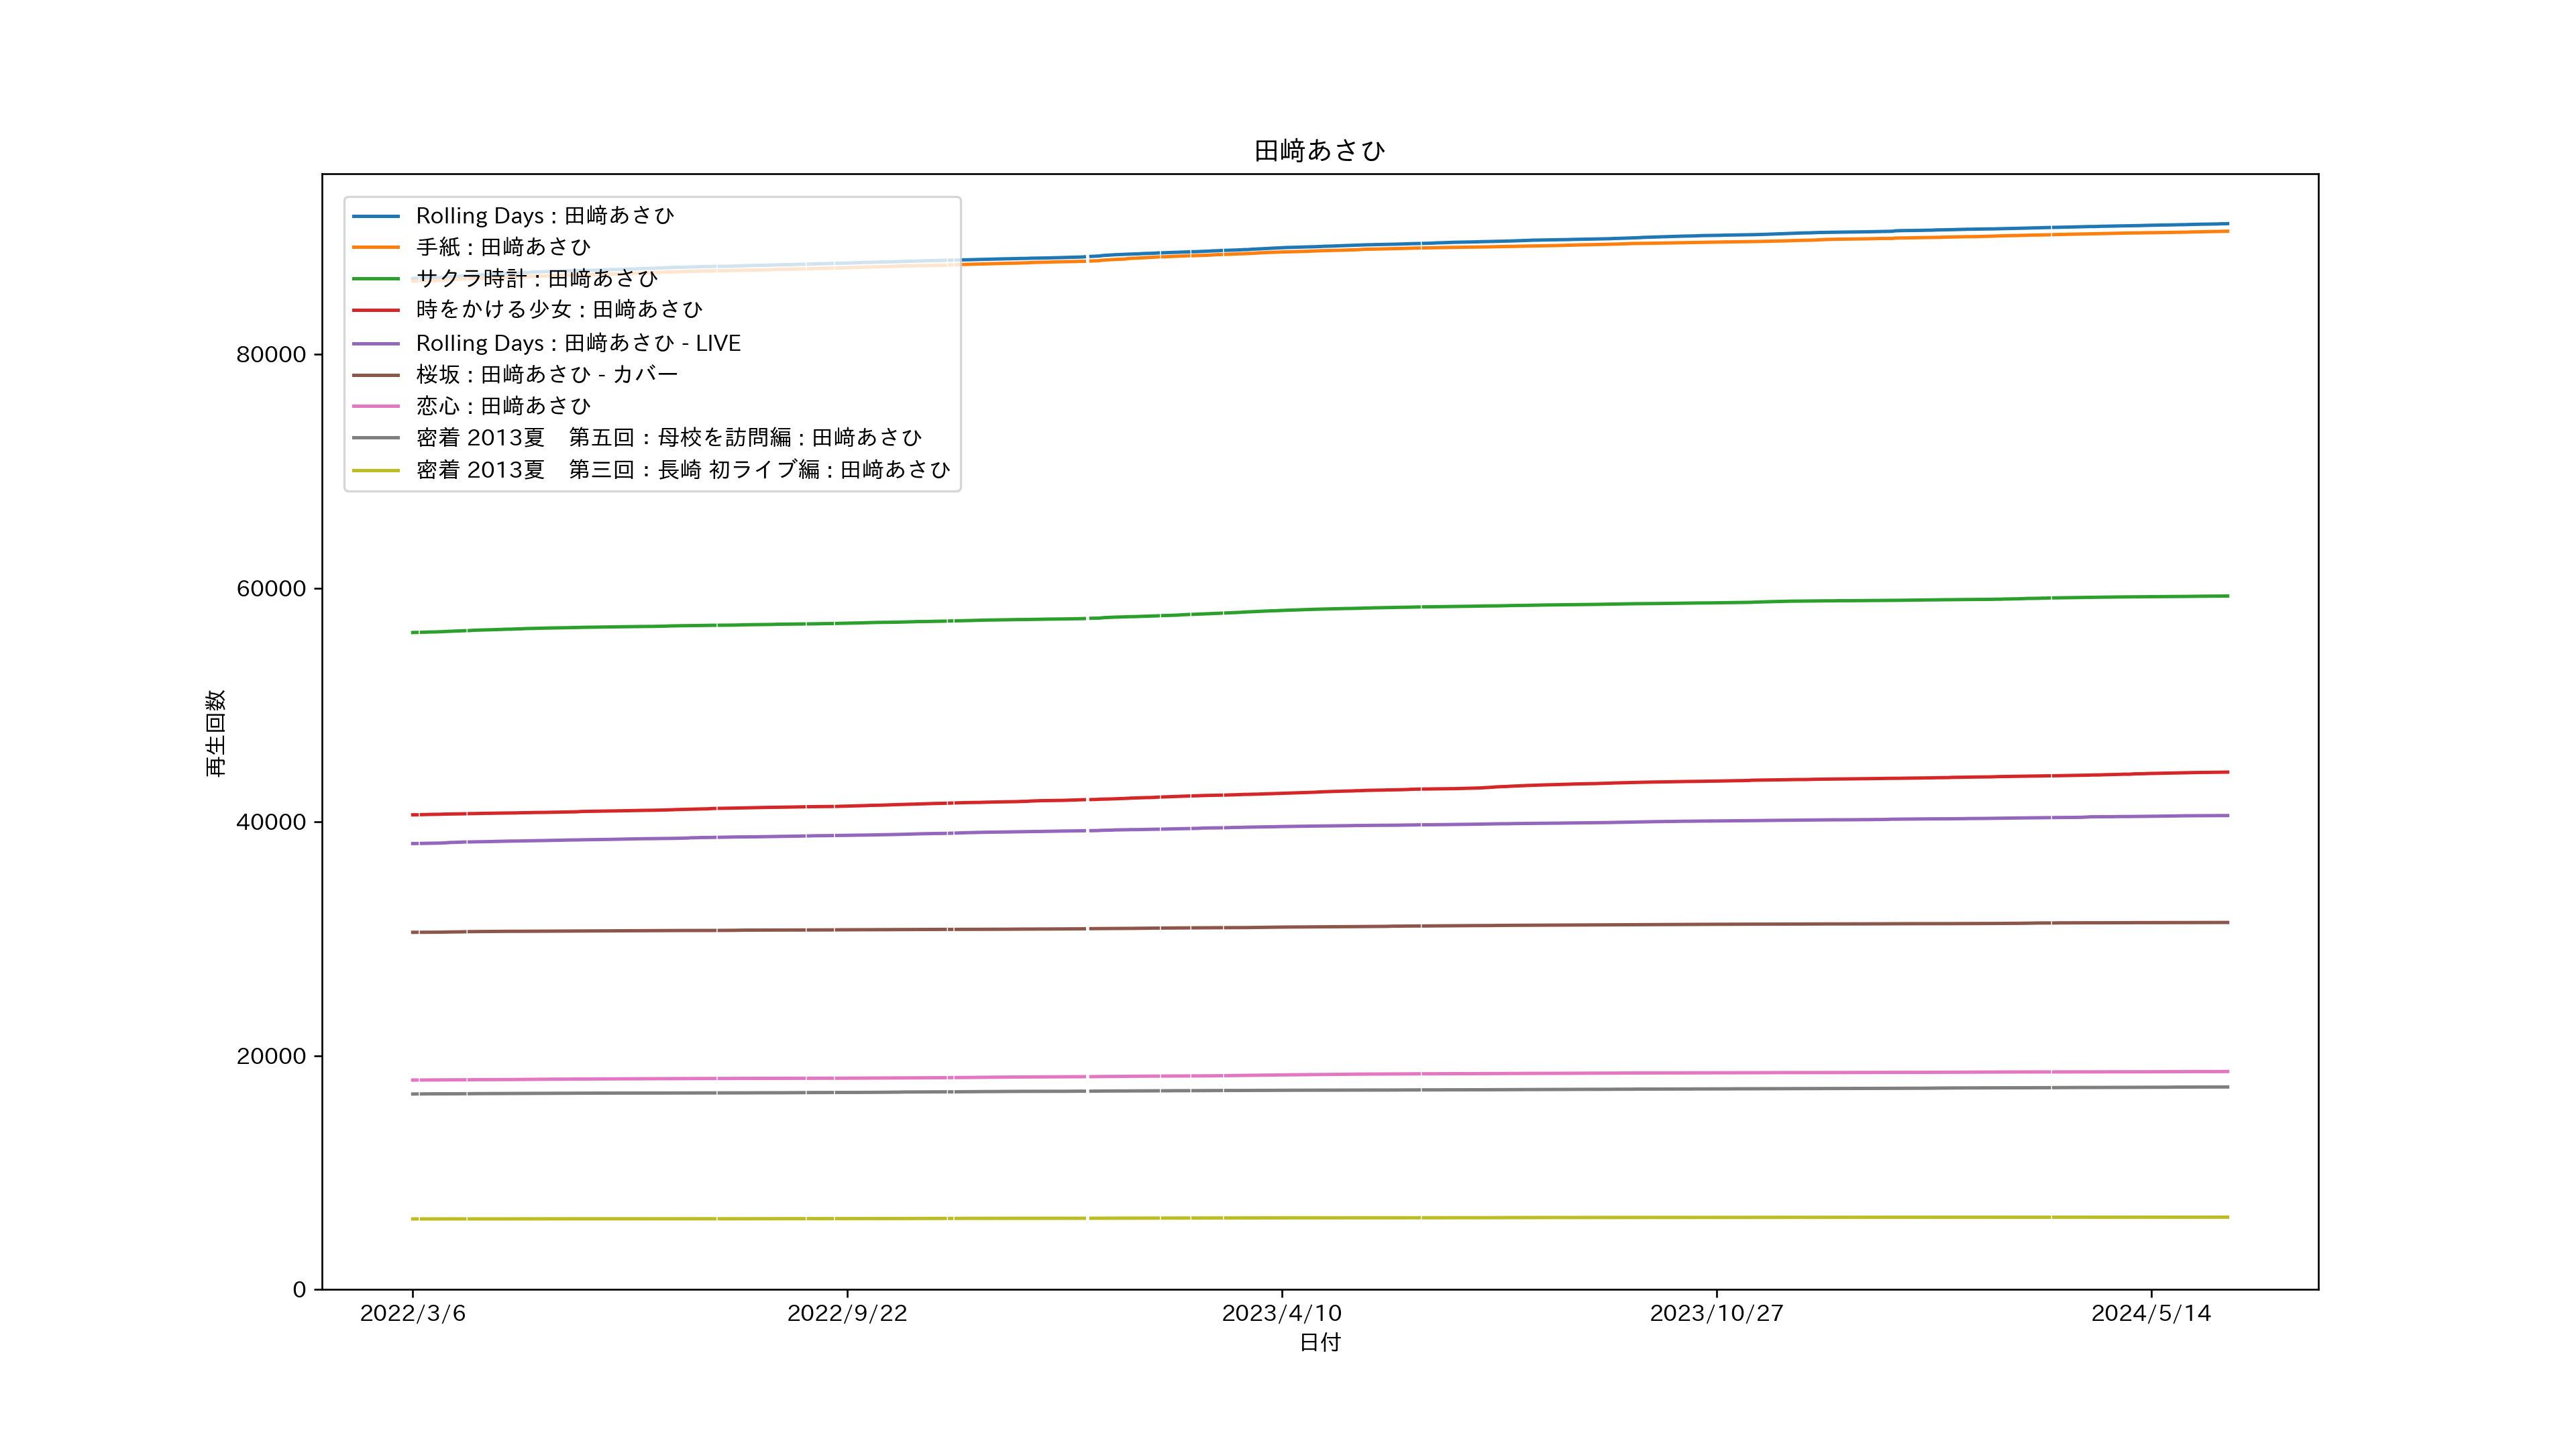 田﨑あさひ
Rolling Days : 田﨑あさひ
手紙 : 田﨑あさひ
サクラ時計 : 田﨑あさひ
時をかける少女 : 田﨑あさひ
Rolling Days : 田﨑あさひ - LIVE
桜坂 : 田﨑あさひ - カバー
恋心 : 田﨑あさひ
密着 2013夏　第五回：母校を訪問編 : 田﨑あさひ
密着 2013夏　第三回：長崎 初ライブ編 : 田﨑あさひ
80000
60000
40000
20000
0
再生回数
2022/3/6
2022/9/22
2023/4/10
2023/10/27
2024/5/14
日付